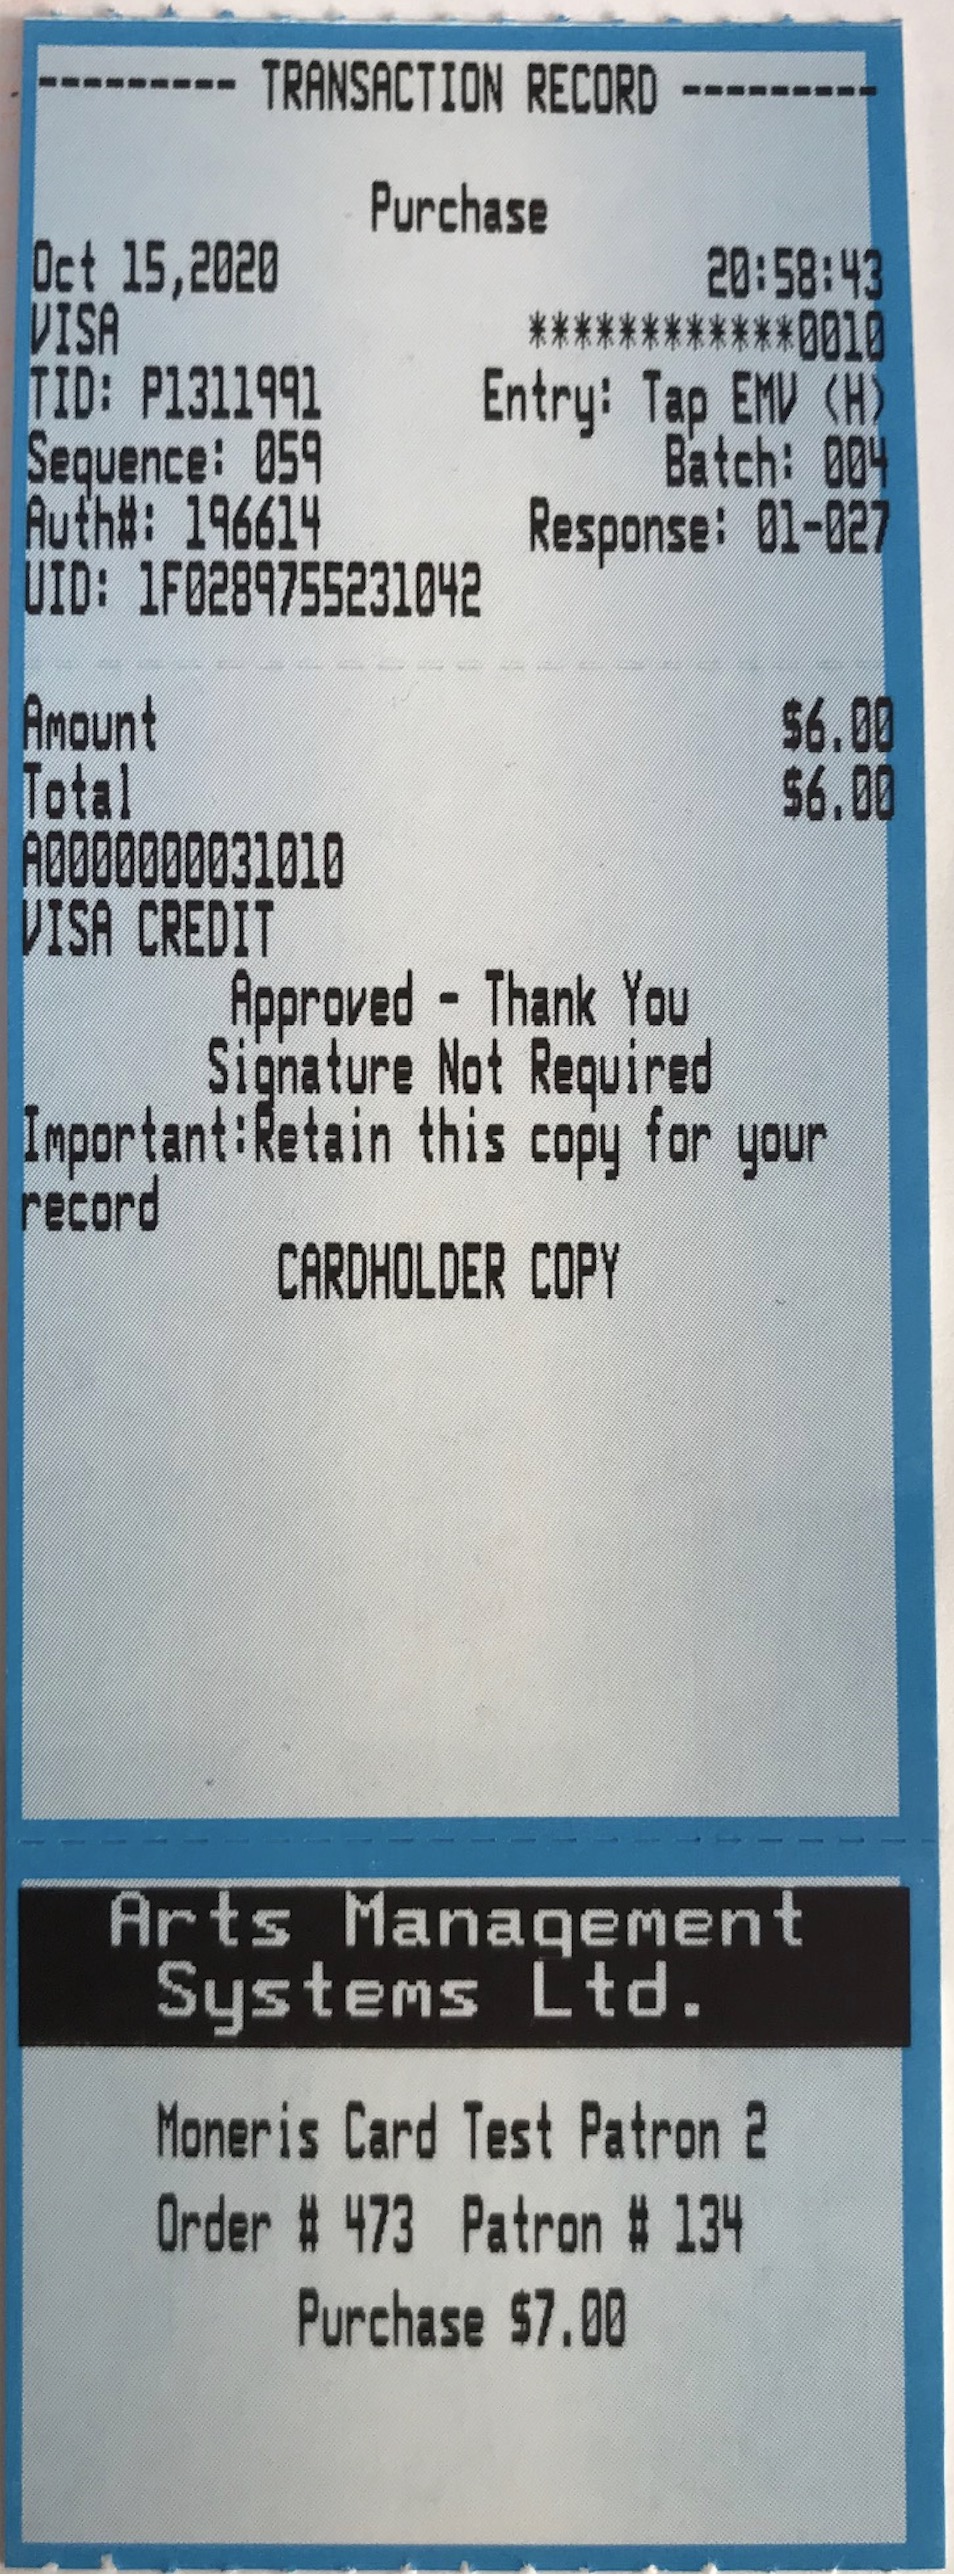 --------- TRANSACTION RECORD ---------
Purchase
Oct 15,2020 20:58:43
VISA ************0010
TID: P1311991 Entry: Tap EMV (H)
Sequence: 059 Batch: 004
Auth#: 196614 Response: 01-027
UID: 1F0289755231042
Amount $6.00
Total $6.00
A0000000031010
VISA CREDIT
Approved - Thank You
Signature Not Required
Important:Retain this copy for your
record
CARDHOLDER COPY
Arts Management
Systems Ltd.
Moneris Card Test Patron 2
Order # 473 Patron # 134
Purchase $7.00